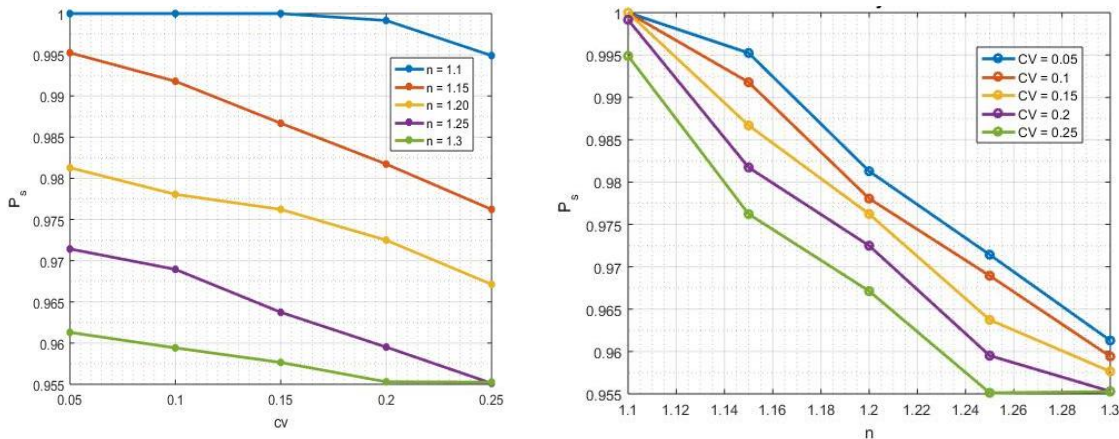 1
0.995
0.99
0.985
0.98
0.975
0.97
0.965
0.96
0.955
P s
0.05
0.1
0.15
0.2
0.25
cv
n = 1.1
n = 1.15
n = 1.20
n = 1.25
n = 1.3
1
0.995
0.99
0.985
0.98
0.975
0.97
0.965
0.96
0.955
P s
1.1
1.12
1.14
1.16
1.18
1.2
1.22
1.24
1.26
1.28
1.3
n
CV = 0.05
CV = 0.1
CV = 0.15
CV = 0.2
CV = 0.25